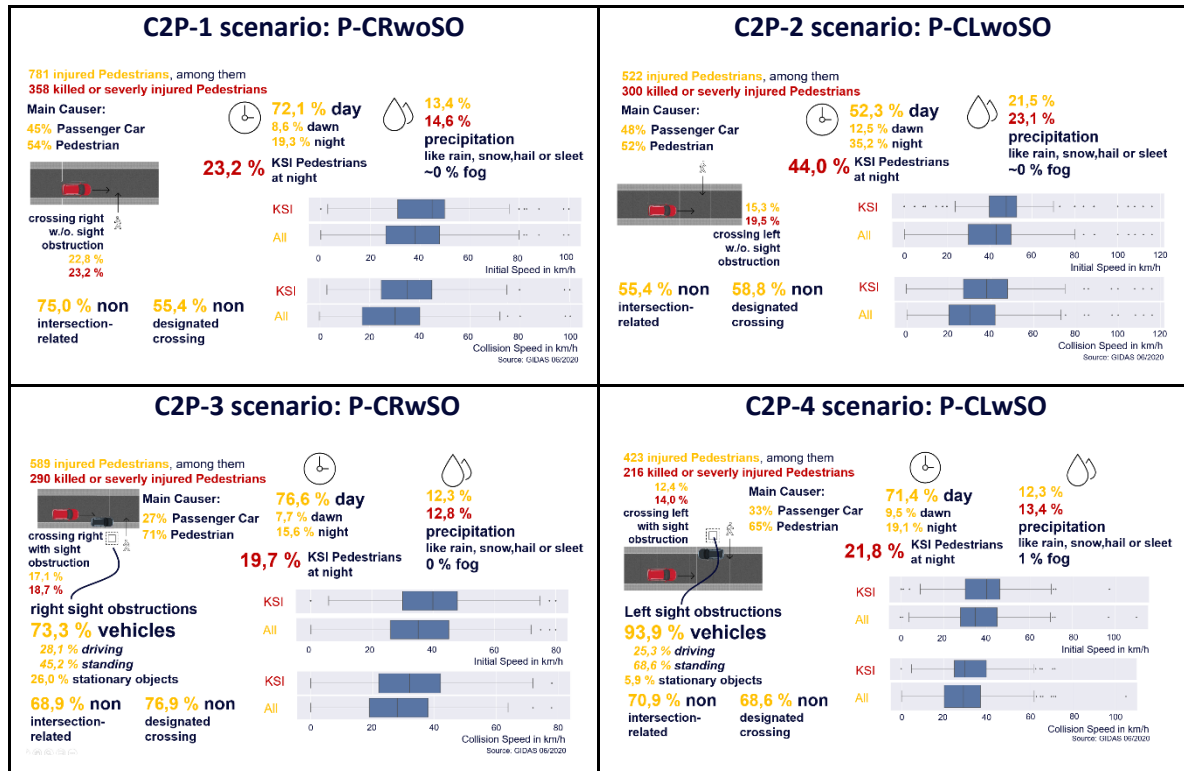 C2P-1 scenario: P-CRwoSO
781 injured Pedestrians, among them
358 killed or severly injured Pedestrians
Main Causer:
45% Passenger Car
54% Pedestrian
72,1 % day
8,6 % dawn
19,3 % night
23,2 % KSI Pedestrians
at night
13,4 %
14,6 %
precipitation
like rain, snow,hail or sleet
~0 % fog
crossing right
w./o. sight
obstruction
22,8 %
23,2 %
KSI
All
0 20 40 60 80 100
Initial Speed in km/h
KSI
All
0 20 40 60 80 100
Collision Speed in km/h
Source: GIDAS 06/2020
75,0 % non
intersection-
related
55,4 % non
designated
crossing
C2P-2 scenario: P-CLwoSO
522 injured Pedestrians, among them
300 killed or severly injured Pedestrians
Main Causer:
48% Passenger Car
52% Pedestrian
52,3 % day
12,5 % dawn
35,2 % night
44,0 % KSI Pedestrians
at night
21,5 %
23,1 %
precipitation
like rain, snow,hail or sleet
~0 % fog
15,3 %
19,5 %
crossing left
w./o. sight
obstruction
KSI
All
0 20 40 60 80 100 120
Initial Speed in km/h
KSI
All
0 20 40 60 80 100 120
Collision Speed in km/h
Source: GIDAS 06/2020
55,4 % non
intersection-
related
58,8 % non
designated
crossing
C2P-3 scenario: P-CRwSO
589 injured Pedestrians, among them
290 killed or severly injured Pedestrians
Main Causer:
27% Passenger Car
71% Pedestrian
76,6 % day
7,7 % dawn
15,6 % night
19,7 % KSI Pedestrians
at night
12,3 %
12,8 %
precipitation
like rain, snow,hail or sleet
0 % fog
crossing right
with sight
obstruction
17,1 %
18,7 %
right sight obstructions
73,3 % vehicles
28,1 % driving
45,2 % standing
26,0 % stationary objects
KSI
All
0 20 40 60 80
Initial Speed in km/h
KSI
All
0 20 40 60 80
Collision Speed in km/h
Source: GIDAS 06/2020
68,9 % non
intersection-
related
76,9 % non
designated
crossing
C2P-4 scenario: P-CLwSO
423 injured Pedestrians, among them
216 killed or severly injured Pedestrians
12,4 %
14,0 %
crossing left
with sight
obstruction
Main Causer:
33% Passenger Car
65% Pedestrian
71,4 % day
9,5 % dawn
19,1 % night
21,8 % KSI Pedestrians
at night
12,3 %
13,4 %
precipitation
like rain, snow,hail or sleet
1 % fog
Left sight obstructions
93,9 % vehicles
25,3 % driving
68,6 % standing
5,9 % stationary objects
KSI
All
0 20 40 60 80 100
Initial Speed in km/h
KSI
All
0 20 40 60 80 100
Collision Speed in km/h
Source: GIDAS 06/2020
70,9 % non
intersection-
related
68,6 % non
designated
crossing